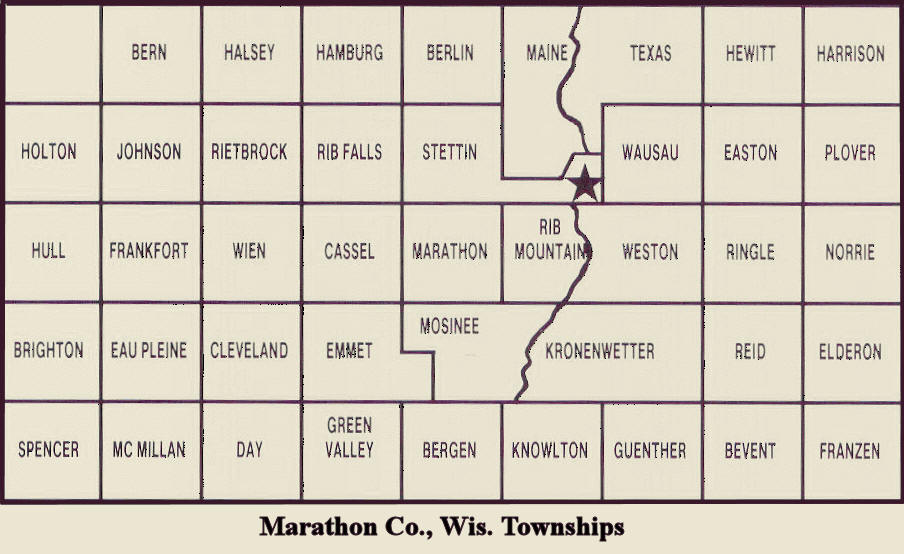 BERN
HALSEY
HAMBURG
BERLIN
MAINE
TEXAS
HEWITT
HARRISON
HOLTON
JOHNSON
RIETBROCK
RIB FALLS
STETTIN
WAUSAU
EASTON
PLOVER
HULL
FRANKFORT
WIEN
CASSEL
MARATHON
RIB
MOUNTAIN
WESTON
RINGLE
NORRIE
BRIGHTON
EAU PLEINE
CLEVELAND
EMMET
MOSINEE
KRONENWETTER
REID
ELDERON
SPENCER
MC MILLAN
DAY
GREEN
VALLEY
BERGEN
KNOWLTON
GUENTHER
BEVENT
FRANZEN
Marathon Co., Wis. Townships